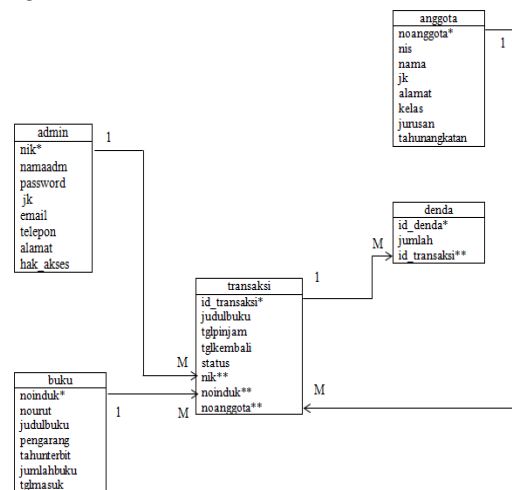 anggota
noanggota*
nis
nama
jk
alamat
kelas
jurusan
tahunangkatan
1
admin
nik*
namaadm
password
jk
email
telepon
alamat
hak_akses
1
denda
id_denda*
jumlah
id_transaksi**
M
1
transaksi
id_transaksi*
judulbuku
tglpinjam
tglkembali
status
nik**
noinduk**
noanggota**
M
M
M
buku
noinduk*
nourut
judulbuku
pengarang
tahunterbit
jumlahbuku
tglmasuk
1